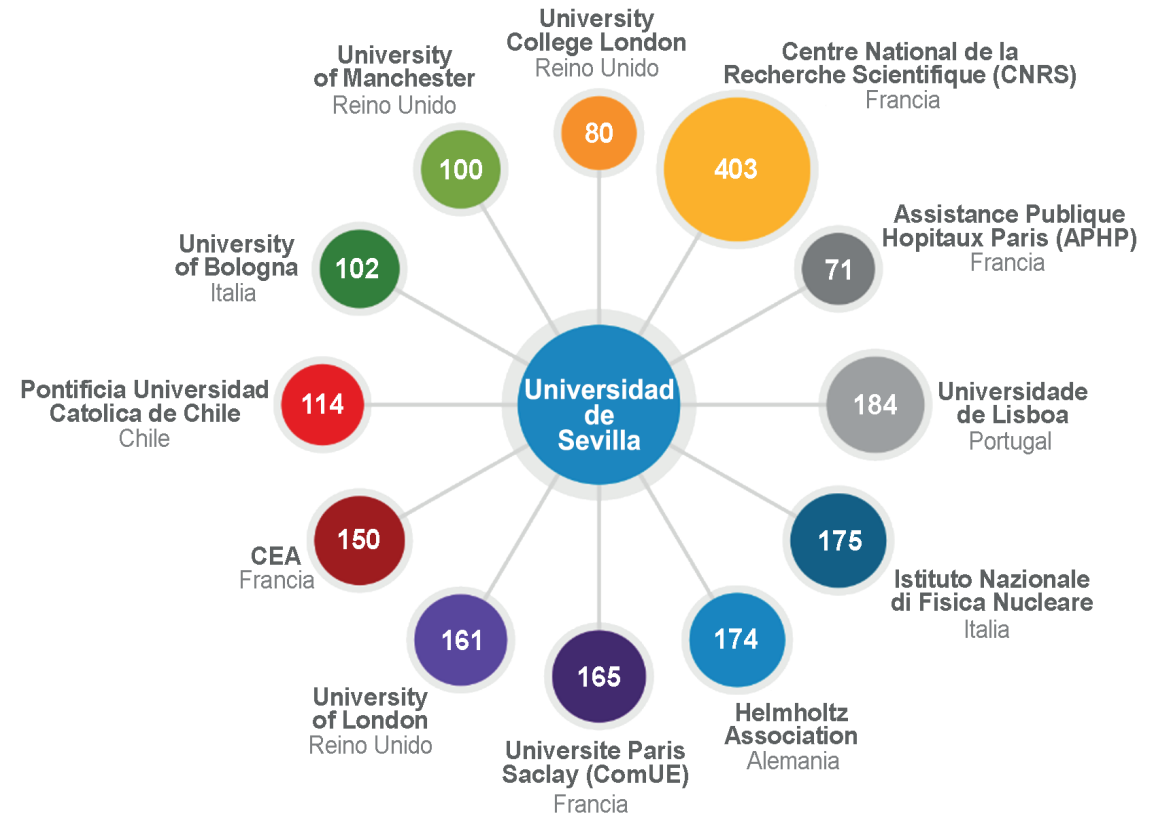 University
College London
Reino Unido
80
Centre National de la
Recherche Scientifique (CNRS)
Francia
403
Assistance Publique
Hopitaux Paris (APHP)
Francia
71
Universidade
de Lisboa
Portugal
184
Istituto Nazionale
di Fisica Nucleare
Italia
175
Helmholtz
Association
Alemania
174
Universite Paris
Saclay (ComUE)
Francia
165
University
of London
Reino Unido
161
CEA
Francia
150
Pontificia Universidad
Catolica de Chile
Chile
114
University
of Bologna
Italia
102
University
of Manchester
Reino Unido
100
Universidad
de
Sevilla